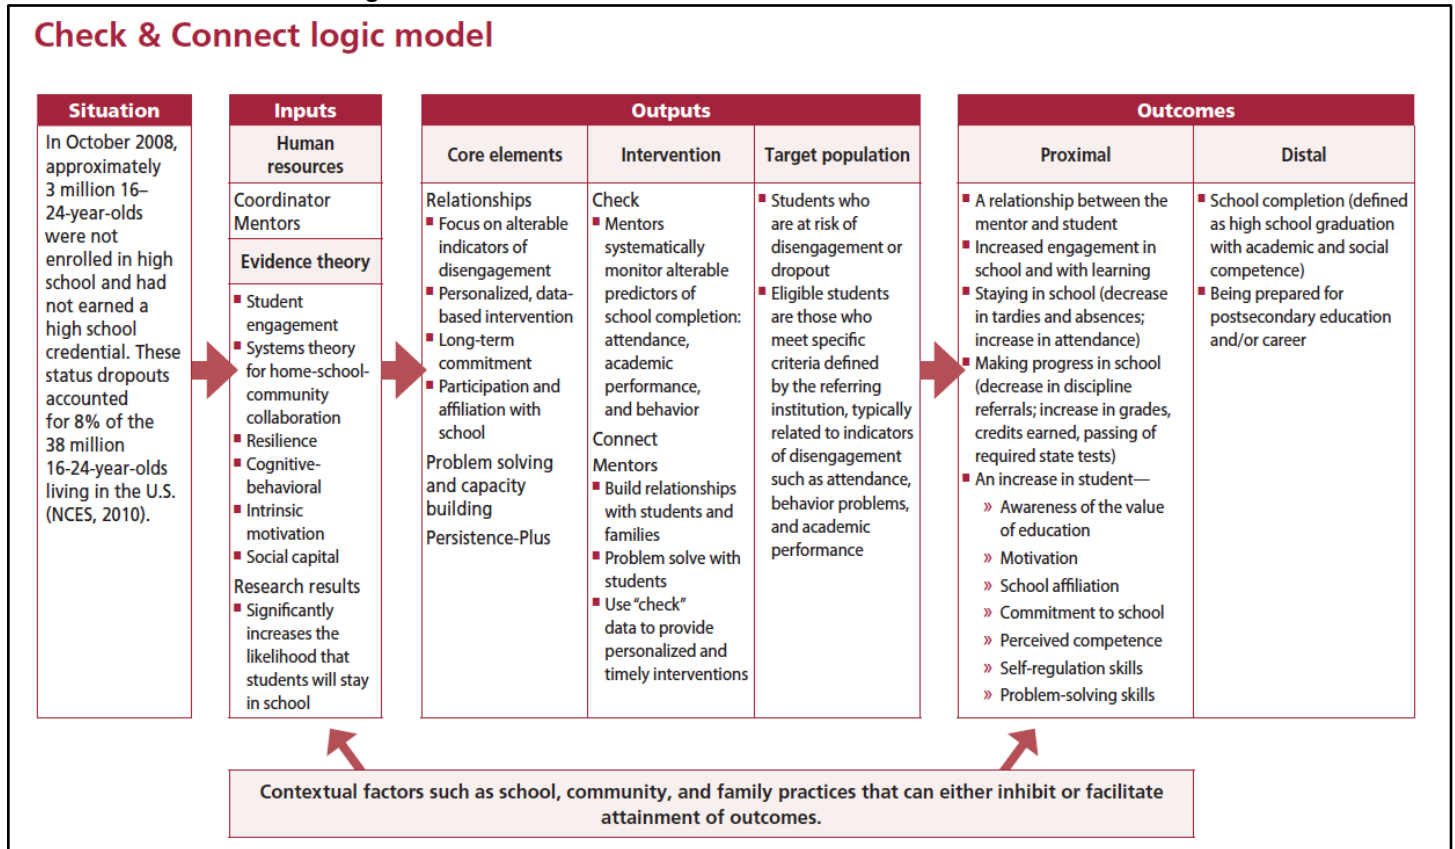 Check & Connect logic model
Situation
In October 2008,
approximately
3 million 16–
24-year-olds
were not
enrolled in high
school and had
not earned a
high school
credential. These
status dropouts
accounted
for 8% of the
38 million
16-24-year-olds
living in the U.S.
(NCES, 2010).
Inputs
Human
resources
Coordinator
Mentors
Evidence theory
■ Student
engagement
■ Systems theory
for home-school-
community
collaboration
■ Resilience
■ Cognitive-
behavioral
■ Intrinsic
motivation
■ Social capital
Research results
■ Significantly
increases the
likelihood that
students will stay
in school
Outputs
Core elements
Relationships
■ Focus on alterable
indicators of
disengagement
■ Personalized, data-
based intervention
■ Long-term
commitment
■ Participation and
affiliation with
school
Problem solving
and capacity
building
Persistence-Plus
Intervention
Check
■ Mentors
systematically
monitor alterable
predictors of
school completion:
attendance,
academic
performance,
and behavior
Connect
Mentors
■ Build relationships
with students and
families
■ Problem solve with
students
■ Use “check”
data to provide
personalized and
timely interventions
Target population
■ Students who
are at risk of
disengagement or
dropout
■ Eligible students
are those who
meet specific
criteria defined
by the referring
institution, typically
related to indicators
of disengagement
such as attendance,
behavior problems,
and academic
performance
Outcomes
Proximal
■ A relationship between the
mentor and student
■ Increased engagement in
school and with learning
■ Staying in school (decrease
in tardies and absences;
increase in attendance)
■ Making progress in school
(decrease in discipline
referrals; increase in grades,
credits earned, passing of
required state tests)
■ An increase in student—
» Awareness of the value
of education
» Motivation
» School affiliation
» Commitment to school
» Perceived competence
» Self-regulation skills
» Problem-solving skills
Distal
■ School completion (defined
as high school graduation
with academic and social
competence)
■ Being prepared for
postsecondary education
and/or career
Contextual factors such as school, community, and family practices that can either inhibit or facilitate
attainment of outcomes.